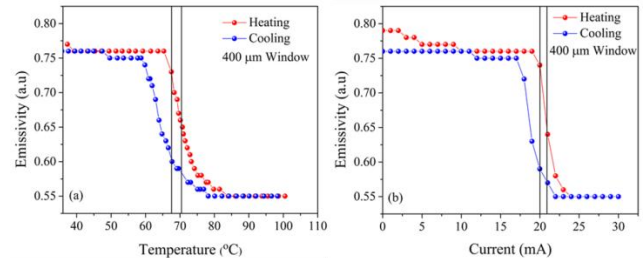 0.80
0.75
0.70
0.65
0.60
0.55
Emissivity (a.u)
Heating
Cooling
400 μm Window
(a)
40 50 60 70 80 90 100 110
Temperature (°C)
0.80
0.75
0.70
0.65
0.60
0.55
Emissivity (a.u)
Heating
Cooling
400 μm Window
(b)
0 5 10 15 20 25 30
Current (mA)